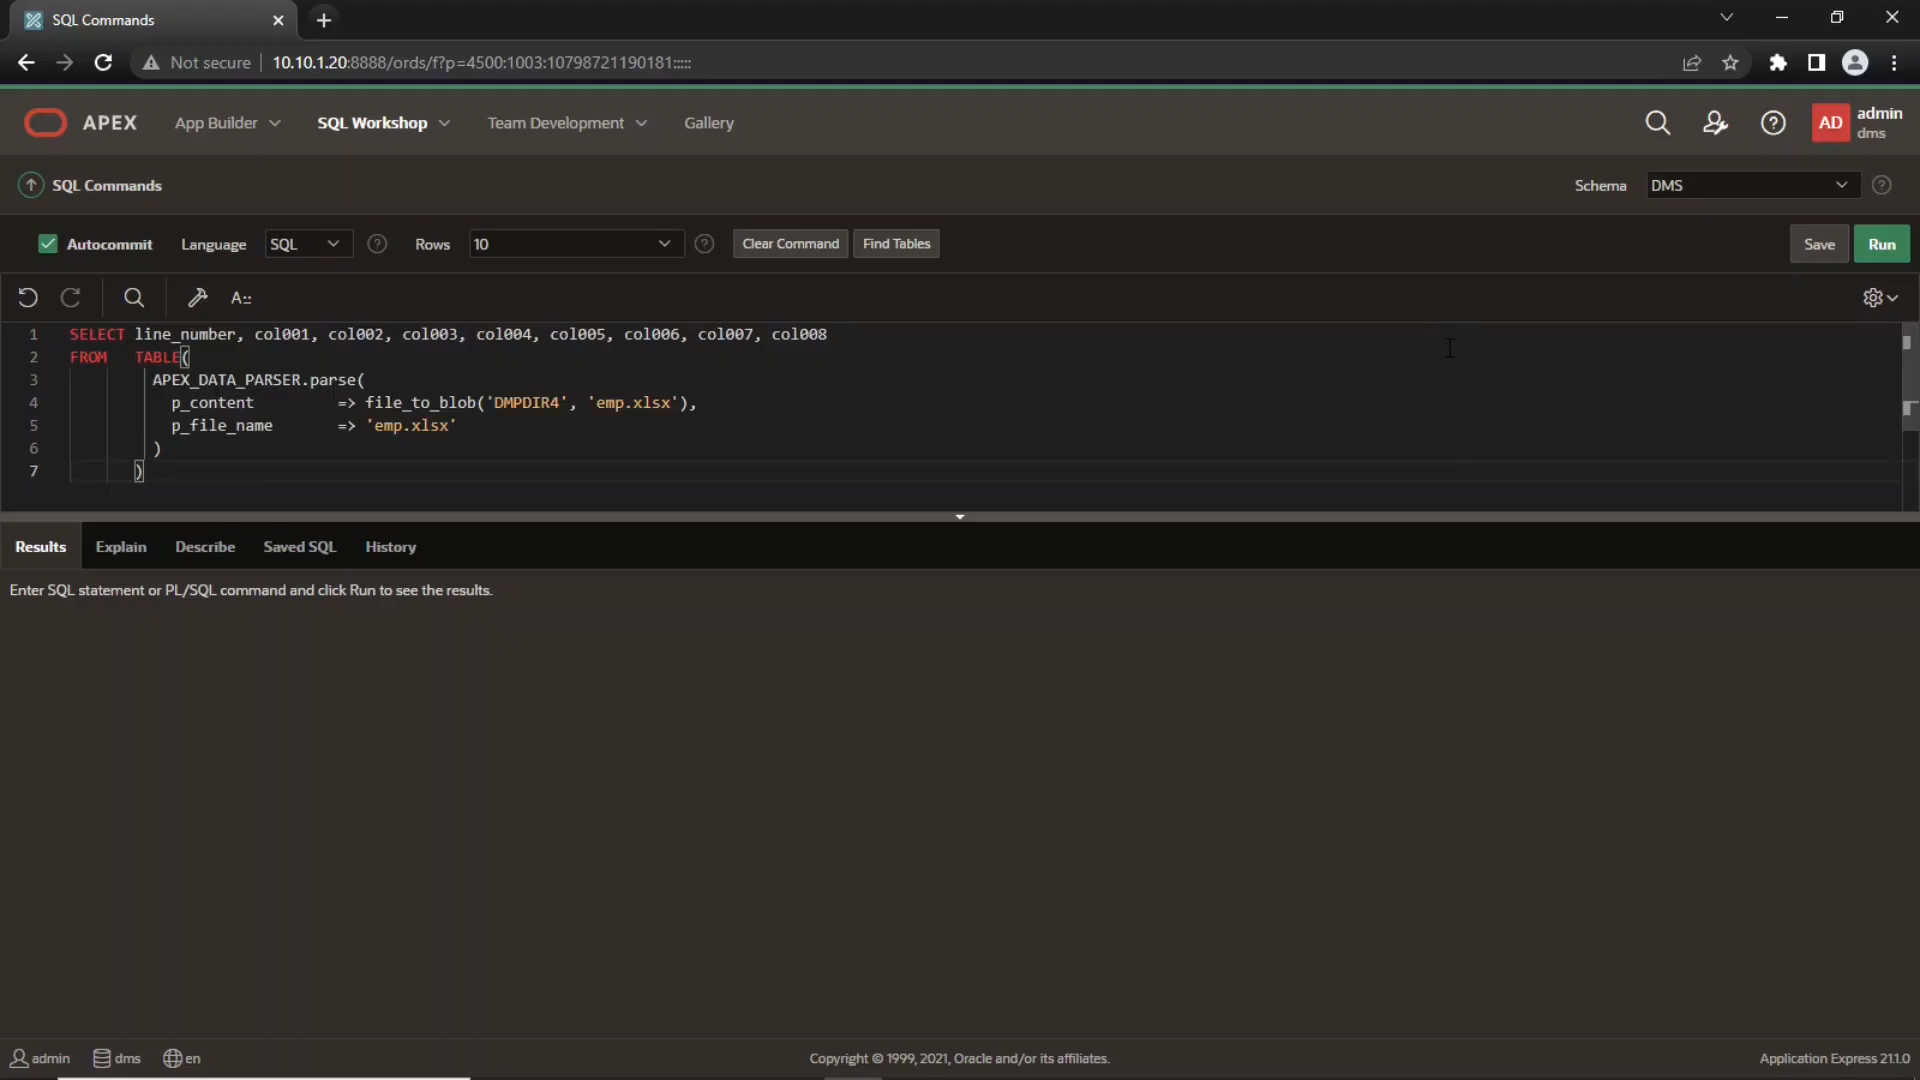 SQL Commands
Not secure 10.10.1.20:8888/ords/f?p=4500:1003:10798721190181:::::
APEX App Builder SQL Workshop Team Development Gallery AD admin dms
SQL Commands Schema DMS
Autocommit Language SQL Rows 10 Clear Command Find Tables Save Run
1 SELECT line_number, col001, col002, col003, col004, col005, col006, col007, col008
2 FROM TABLE(
3 APEX_DATA_PARSER.parse(
4 p_content => file_to_blob('DMPDIR4', 'emp.xlsx'),
5 p_file_name => 'emp.xlsx'
6 )
7 )
Results Explain Describe Saved SQL History
Enter SQL statement or PL/SQL command and click Run to see the results.
admin dms en Copyright © 1999, 2021, Oracle and/or its affiliates. Application Express 21.1.0